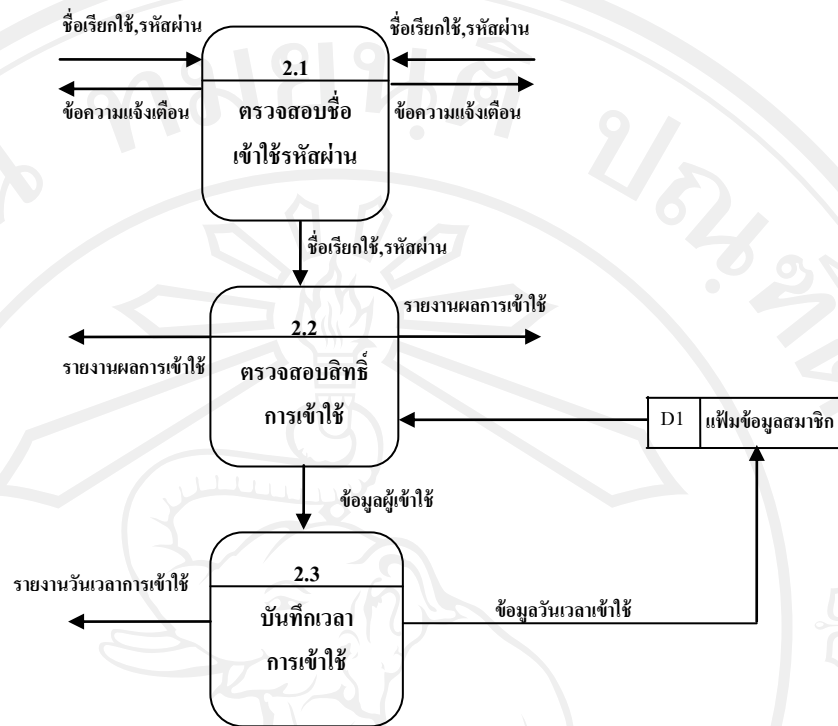 ชื่อเรียกใช้,รหัสผ่าน
ชื่อเรียกใช้,รหัสผ่าน
2.1
ข้อความแจ้งเตือน
ตรวจสอบชื่อ
ข้อความแจ้งเตือน
เข้าใช้รหัสผ่าน
ชื่อเรียกใช้,รหัสผ่าน
รายงานผลการเข้าใช้
2.2
รายงานผลการเข้าใช้
ตรวจสอบสิทธิ์
การเข้าใช้
D1
แฟ้มข้อมูลสมาชิก
ข้อมูลผู้เข้าใช้
2.3
รายงานวันเวลาการเข้าใช้
บันทึกเวลา
ข้อมูลวันเวลาเข้าใช้
การเข้าใช้